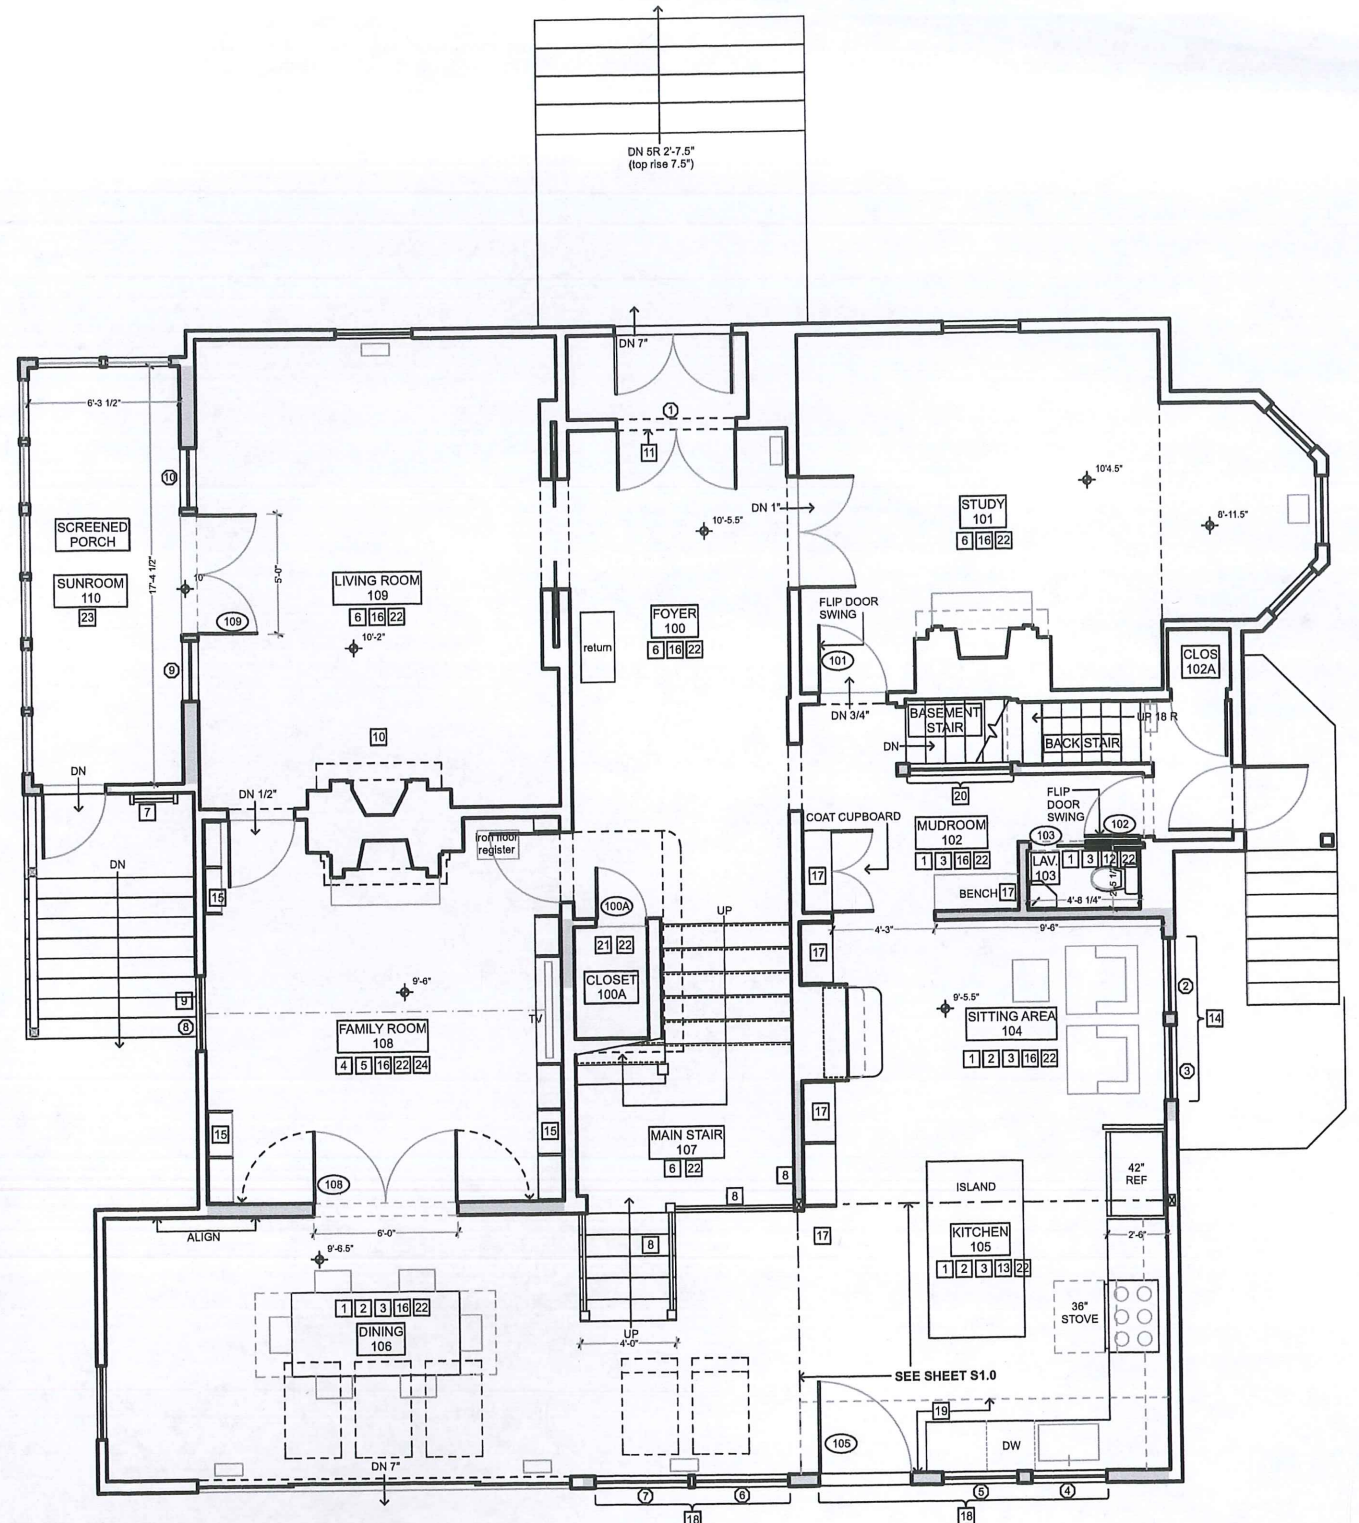 DN 5R 2'-7.5"
(top rise 7.5")
DN 7"
1
11
6'-3 1/2"
10
SCREENED
PORCH
SUNROOM
110
23
17'-4 1/2"
10'
5'-0"
109
9
LIVING ROOM
109
6 16 22
10'-2"
10
return
FOYER
100
6 16 22
10'-5.5"
DN 1"
STUDY
101
6 16 22
10'4.5"
8'-11.5"
FLIP DOOR
SWING
101
DN 3/4"
CLOS
102A
BASEMENT
STAIR
DN
UP 18 R
BACK STAIR
20
FLIP
DOOR
SWING
103
102
COAT CUPBOARD
MUDROOM
102
1 3 16 22
17
BENCH 17
LAV.
103
1 3 12 22
4'-8 1/4"
DN
7
DN 1/2"
iron floor
register
DN
15
100A
21 22
CLOSET
100A
UP
4'-3"
9'-6"
17
9
8
9'-6"
TV
FAMILY ROOM
108
4 5 16 22 24
9'-5.5"
SITTING AREA
104
1 2 3 16 22
2
14
3
15
15
108
6'-0"
ALIGN
MAIN STAIR
107
6 22
8
8
8
17
17
ISLAND
42"
REF
KITCHEN
105
1 2 3 13 22
2'-6"
36"
STOVE
9'-6.5"
1 2 3 16 22
DINING
106
UP
4'-0"
SEE SHEET S1.0
19
105
DW
DN 7"
7
6
5
4
18
18